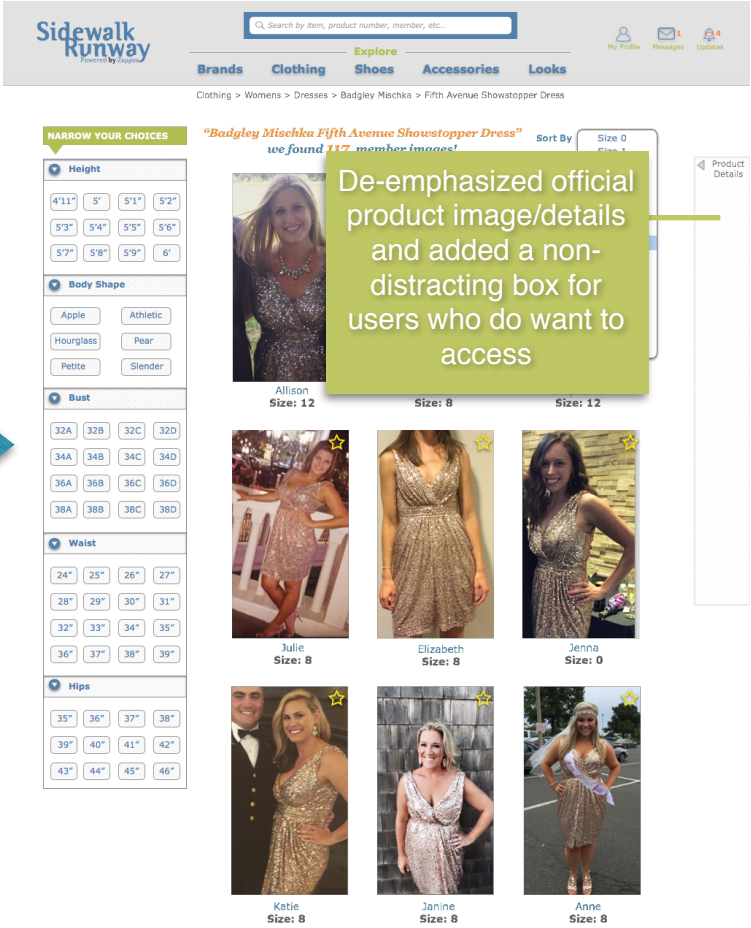 Sidewalk
Runway
Powered by Zappos
Search by item, product number, member, etc...
Explore
Brands Clothing Shoes Accessories Looks
My Profile Messages 1 Updates 4
Clothing > Womens > Dresses > Badgley Mischka > Fifth Avenue Showstopper Dress
NARROW YOUR CHOICES
Height
4’11” 5’ 5’1” 5’2”
5’3” 5’4” 5’5” 5’6”
5’7” 5’8” 5’9” 6’
Body Shape
Apple Athletic
Hourglass Pear
Petite Slender
Bust
32A 32B 32C 32D
34A 34B 34C 34D
36A 36B 36C 36D
38A 38B 38C 38D
Waist
24” 25” 26” 27”
28” 29” 30” 31”
32” 33” 34” 35”
36” 37” 38” 39”
Hips
35” 36” 37” 38”
39” 40” 41” 42”
43” 44” 45” 46”
“Badgley Mischka Fifth Avenue Showstopper Dress”
we found 117 member images!
Sort By
Size 0
Size 1
De-emphasized official
product image/details
and added a non-
distracting box for
users who do want to
access
Product
Details
Allison
Size: 12
Size: 8
Size: 12
Julie
Size: 8
Elizabeth
Size: 8
Jenna
Size: 0
Katie
Size: 8
Janine
Size: 8
Anne
Size: 8